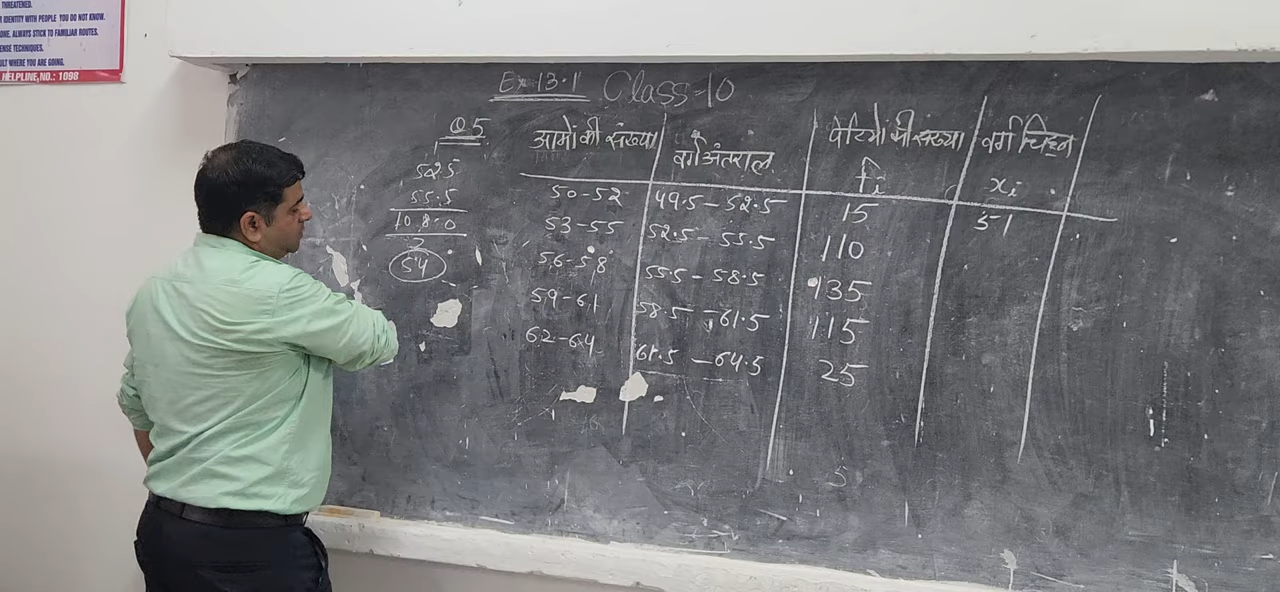 THREATENED.
R IDENTITY WITH PEOPLE YOU DO NOT KNOW.
ONE. ALWAYS STICK TO FAMILIAR ROUTES.
ENSE TECHNIQUES.
ULT WHERE YOU ARE GOING.
HELPLINE NO.: 1098
Ex 13.1 Class-10
Q5
52.5
55.5
108.0
2
54
आमों की संख्या वर्ग अंतराल पेटियों की संख्या वर्ग चिह्न
fi xi
50-52 49.5-52.5 15 51
53-55 52.5-55.5 110
56-58 55.5-58.5 135
59-61 58.5-61.5 115
62-64 61.5-64.5 25
5